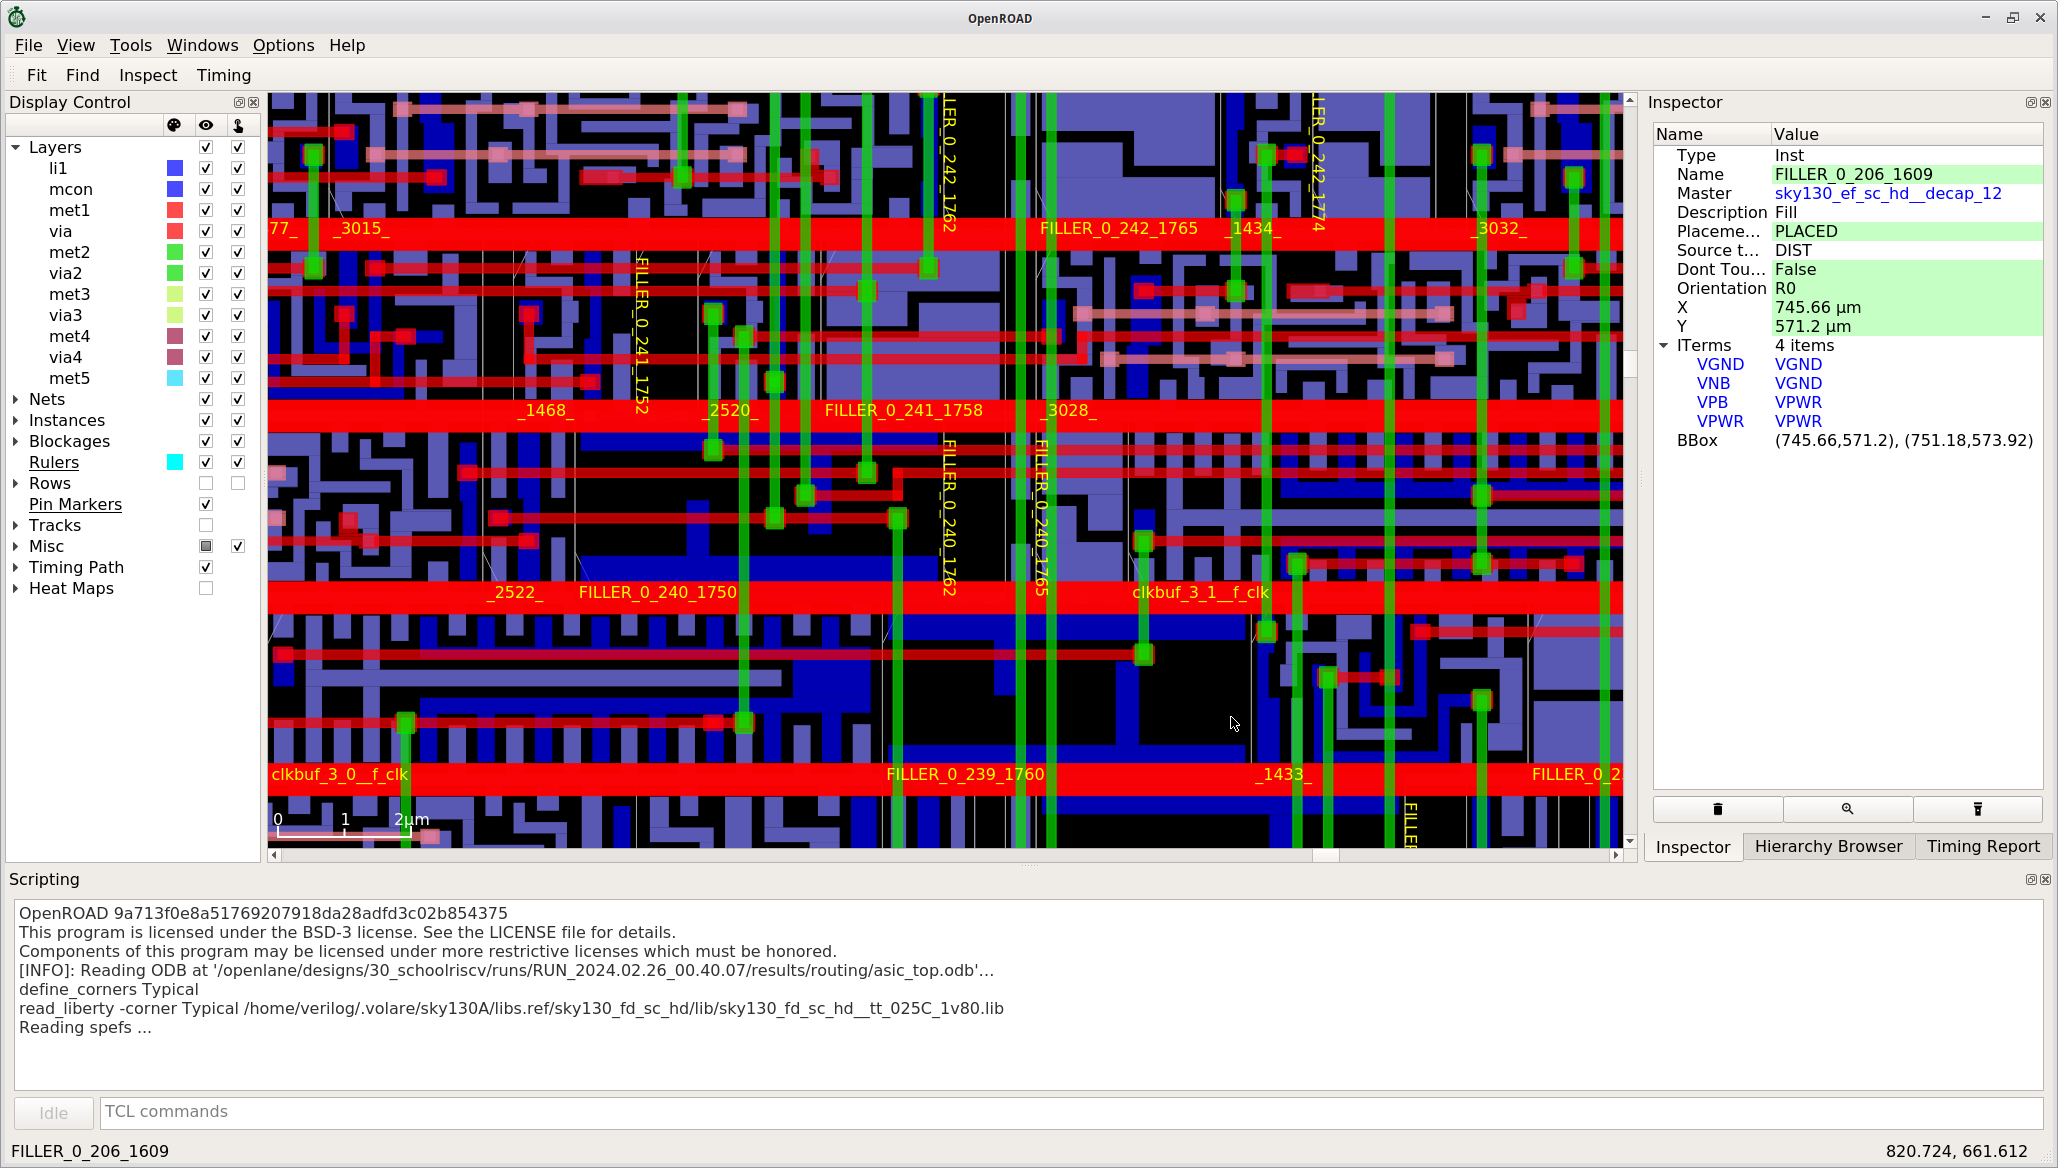 OpenROAD
File View Tools Windows Options Help
Fit Find Inspect Timing
Display Control
Layers
li1
mcon
met1
via
met2
via2
met3
via3
met4
via4
met5
Nets
Instances
Blockages
Rulers
Rows
Pin Markers
Tracks
Misc
Timing Path
Heat Maps
LER_0_242_1762
LER_0_242_1774
77_ _3015_ FILLER_0_242_1765 _1434_ _3032_
FILLER_0_241_1752
_1468_ _2520_ FILLER_0_241_1758 _3028_
FILLER_0_240_1762
FILLER_0_240_1765
_2522_ FILLER_0_240_1750 clkbuf_3_1__f_clk
clkbuf_3_0__f_clk FILLER_0_239_1760 _1433_ FILLER_0_2
FILLE
0 1 2μm
Inspector
Name Value
Type Inst
Name FILLER_0_206_1609
Master sky130_ef_sc_hd__decap_12
Description Fill
Placeme... PLACED
Source t... DIST
Dont Tou... False
Orientation R0
X 745.66 μm
Y 571.2 μm
ITerms 4 items
VGND VGND
VNB VGND
VPB VPWR
VPWR VPWR
BBox (745.66,571.2), (751.18,573.92)
Inspector Hierarchy Browser Timing Report
Scripting
OpenROAD 9a713f0e8a51769207918da28adfd3c02b854375
This program is licensed under the BSD-3 license. See the LICENSE file for details.
Components of this program may be licensed under more restrictive licenses which must be honored.
[INFO]: Reading ODB at '/openlane/designs/30_schoolriscv/runs/RUN_2024.02.26_00.40.07/results/routing/asic_top.odb'...
define_corners Typical
read_liberty -corner Typical /home/verilog/.volare/sky130A/libs.ref/sky130_fd_sc_hd/lib/sky130_fd_sc_hd__tt_025C_1v80.lib
Reading spefs ...
Idle TCL commands
FILLER_0_206_1609 820.724, 661.612